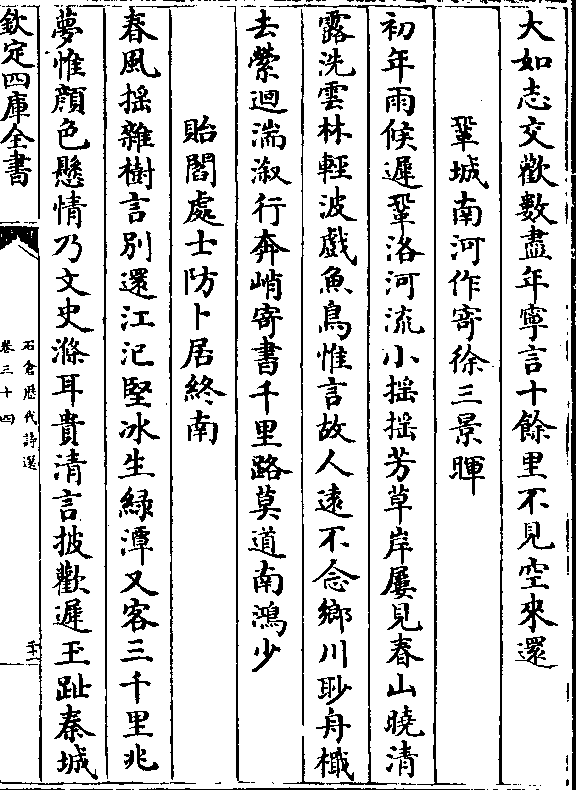 大如志交歡數盡年寧言十餘里不見空來還
鞏城南河作寄徐三景暉
初年雨候遲鞏洛河流小揺揺芳草岸屢見春山曉清
露洗雲林輕波戲魚鳥惟言故人逺不念鄉川眇舟檝
去縈迴湍溆行奔峭寄書千里路莫道南鴻少
貽閻處士防卜居終南
春風揺雜樹言別還江汜堅冰生緑潭又客三千里兆
夢惟顔色懸情乃文史滌耳貴清言披歡遲玉趾秦城
欽定四庫全書
石倉歴代詩選
卷三十四